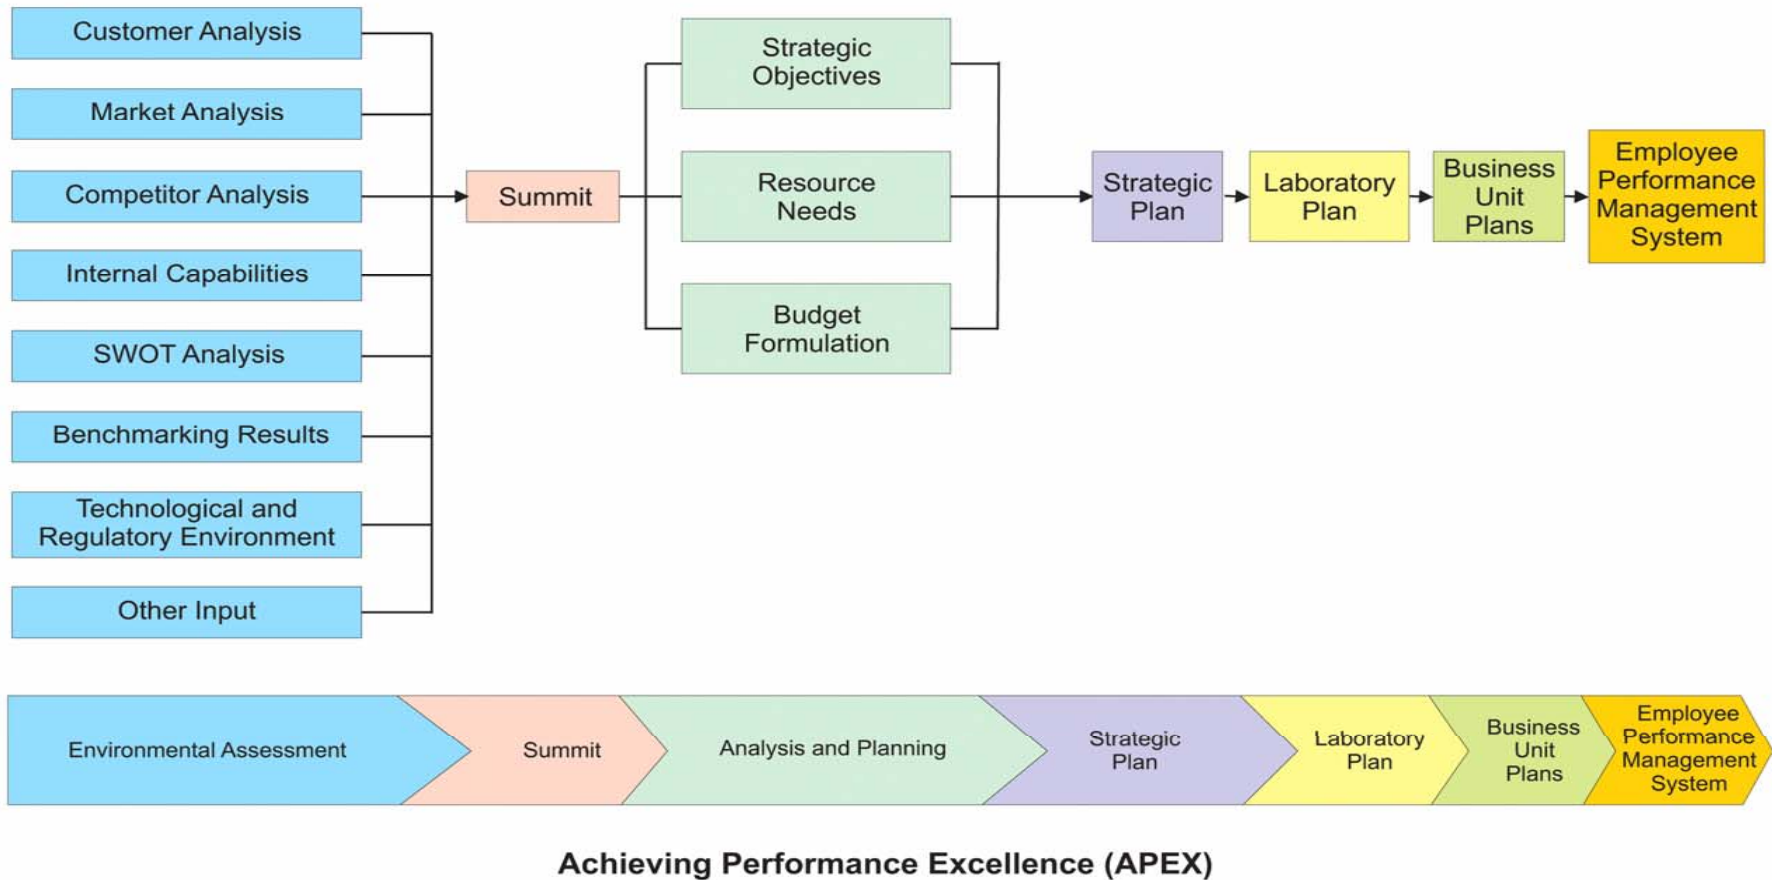 Customer Analysis
Market Analysis
Competitor Analysis
Internal Capabilities
SWOT Analysis
Benchmarking Results
Technological and
Regulatory Environment
Other Input
Summit
Strategic
Objectives
Resource
Needs
Budget
Formulation
Strategic
Plan
Laboratory
Plan
Business
Unit
Plans
Employee
Performance
Management
System
Environmental Assessment
Summit
Analysis and Planning
Strategic
Plan
Laboratory
Plan
Business
Unit
Plans
Employee
Performance
Management
System
Achieving Performance Excellence (APEX)